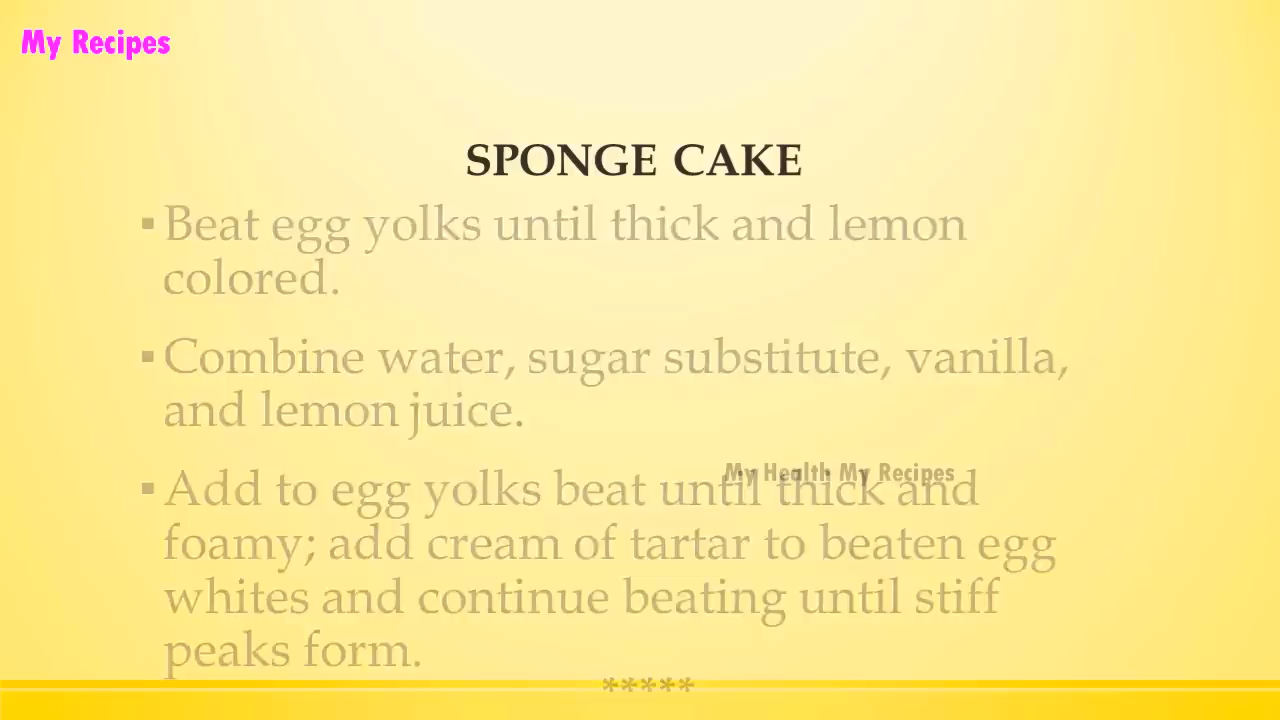 My Recipes
SPONGE CAKE
▪ Beat egg yolks until thick and lemon
colored.
▪ Combine water, sugar substitute, vanilla,
and lemon juice.
My Health My Recipes
▪ Add to egg yolks beat until thick and
foamy; add cream of tartar to beaten egg
whites and continue beating until stiff
peaks form.
*****